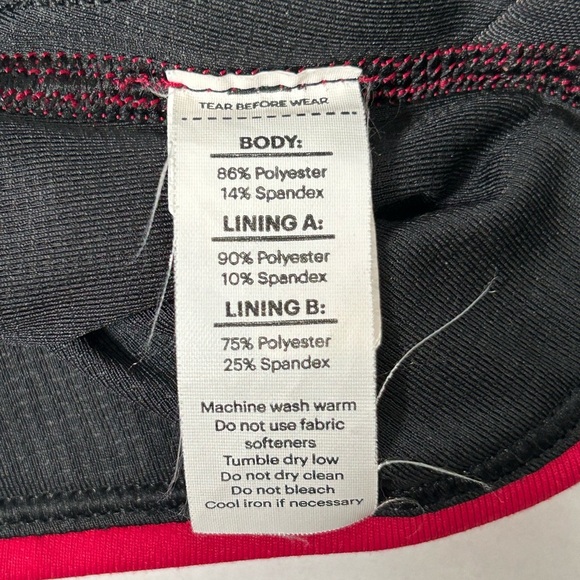 TEAR BEFORE WEAR
BODY:
86% Polyester
14% Spandex
LINING A:
90% Polyester
10% Spandex
LINING B:
75% Polyester
25% Spandex
Machine wash warm
Do not use fabric
softeners
Tumble dry low
Do not dry clean
Do not bleach
Cool iron if necessary